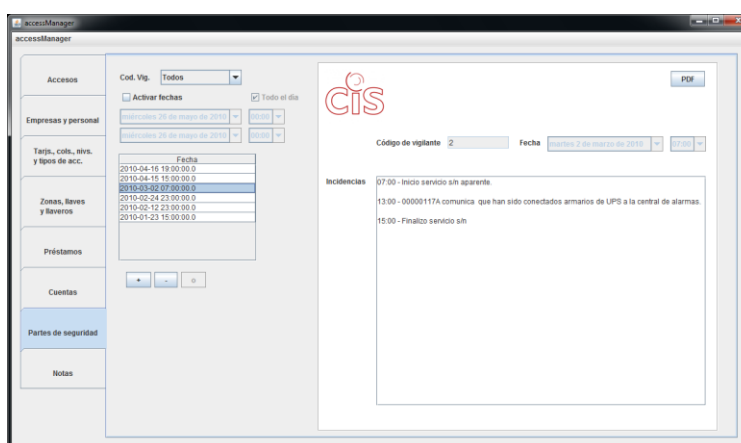 accessManager
accessManager
Accesos
Empresas y personal
Tarjs., cols., nivs.
y tipos de acc.
Zonas, llaves
y llaveros
Préstamos
Cuentas
Partes de seguridad
Notas
Cod. Vig. Todos
Activar fechas Todo el día
miércoles 26 de mayo de 2010 00:00
miércoles 26 de mayo de 2010 00:00
Fecha
2010-04-16 19:00:00.0
2010-04-15 15:00:00.0
2010-03-02 07:00:00.0
2010-02-24 23:00:00.0
2010-02-12 23:00:00.0
2010-01-23 15:00:00.0
+ - o
CIS
PDF
Código de vigilante 2 Fecha martes 2 de marzo de 2010 07:00
Incidencias
07:00 - Inicio servicio s/n aparente.
13:00 - 00000117A comunica que han sido conectados armarios de UPS a la central de alarmas.
15:00 - Finalizo servicio s/n